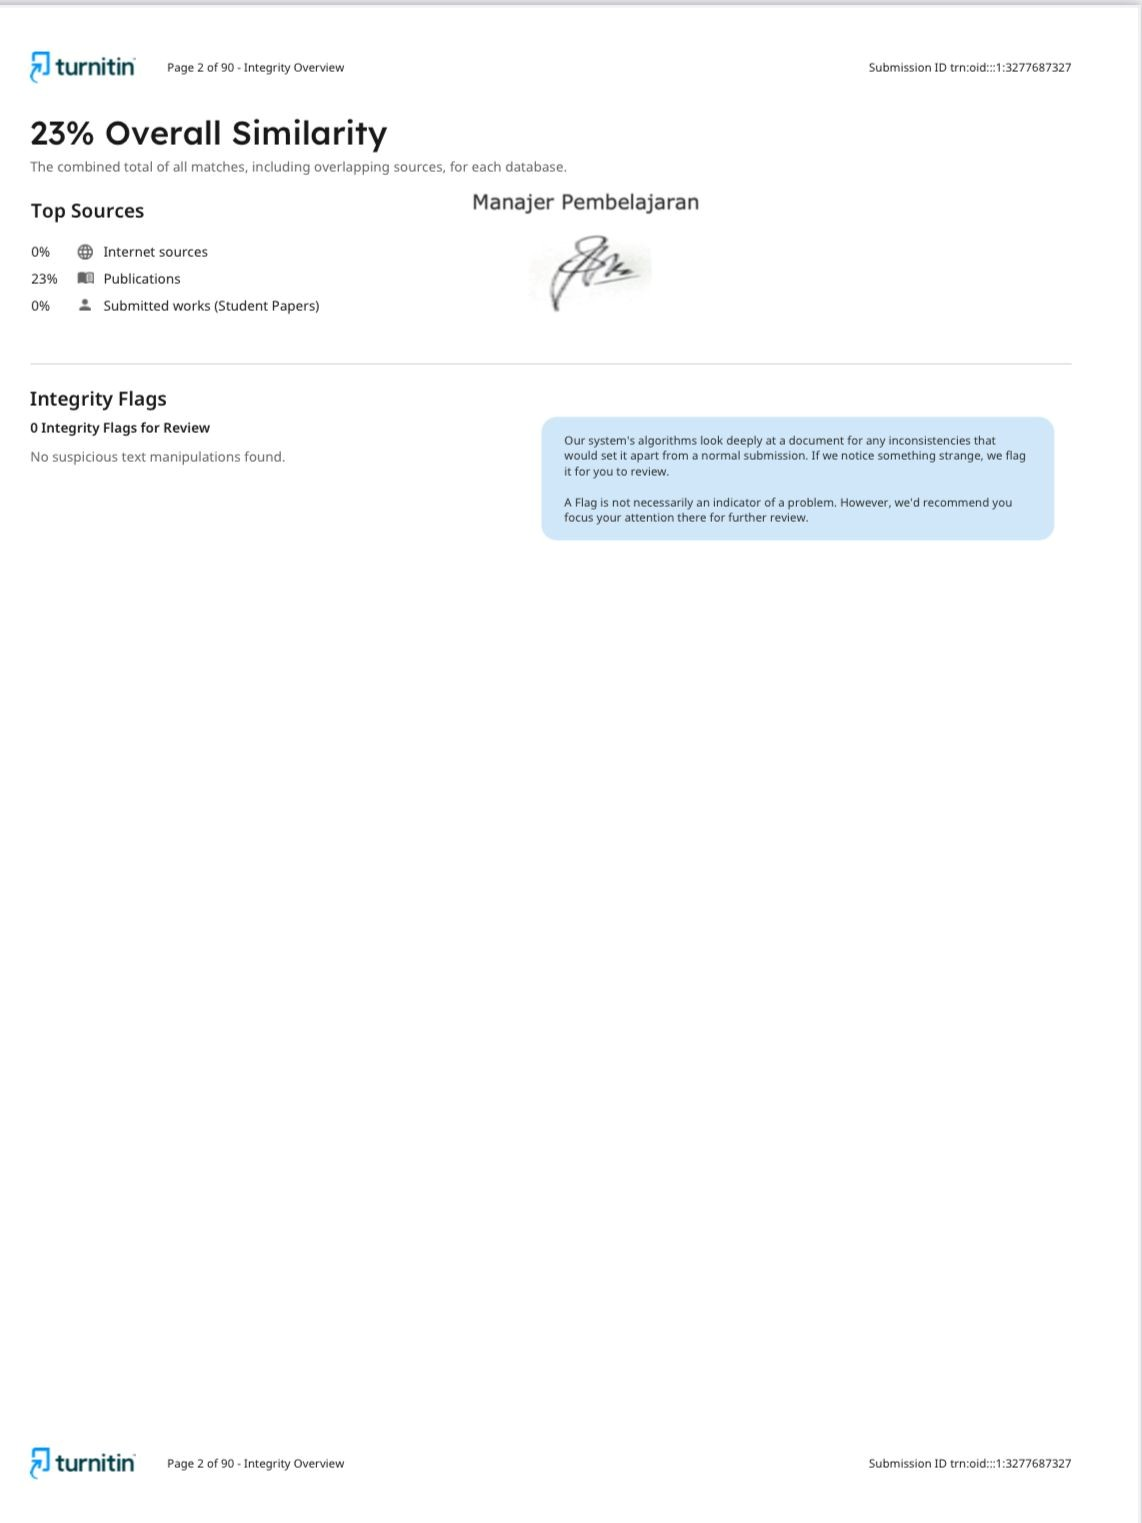 turnitin Page 2 of 90 - Integrity Overview Submission ID trn:oid:::1:3277687327
23% Overall Similarity
The combined total of all matches, including overlapping sources, for each database.
Manajer Pembelajaran
Top Sources
0% Internet sources
23% Publications
0% Submitted works (Student Papers)
Integrity Flags
0 Integrity Flags for Review
No suspicious text manipulations found.
Our system's algorithms look deeply at a document for any inconsistencies that
would set it apart from a normal submission. If we notice something strange, we flag
it for you to review.
A Flag is not necessarily an indicator of a problem. However, we'd recommend you
focus your attention there for further review.
turnitin Page 2 of 90 - Integrity Overview Submission ID trn:oid:::1:3277687327